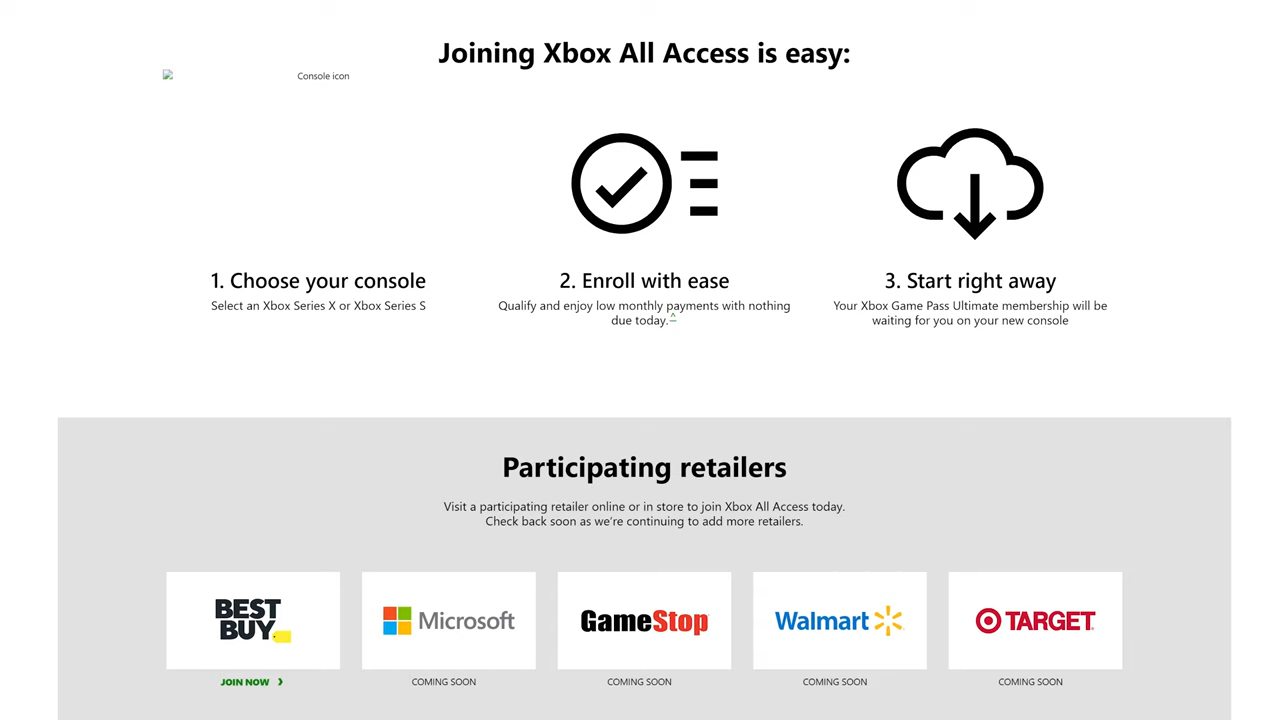 Joining Xbox All Access is easy:
Console icon
1. Choose your console
Select an Xbox Series X or Xbox Series S
2. Enroll with ease
Qualify and enjoy low monthly payments with nothing
due today.^
3. Start right away
Your Xbox Game Pass Ultimate membership will be
waiting for you on your new console
Participating retailers
Visit a participating retailer online or in store to join Xbox All Access today.
Check back soon as we're continuing to add more retailers.
BEST
BUY
JOIN NOW ›
Microsoft
COMING SOON
GameStop
COMING SOON
Walmart
COMING SOON
TARGET
COMING SOON